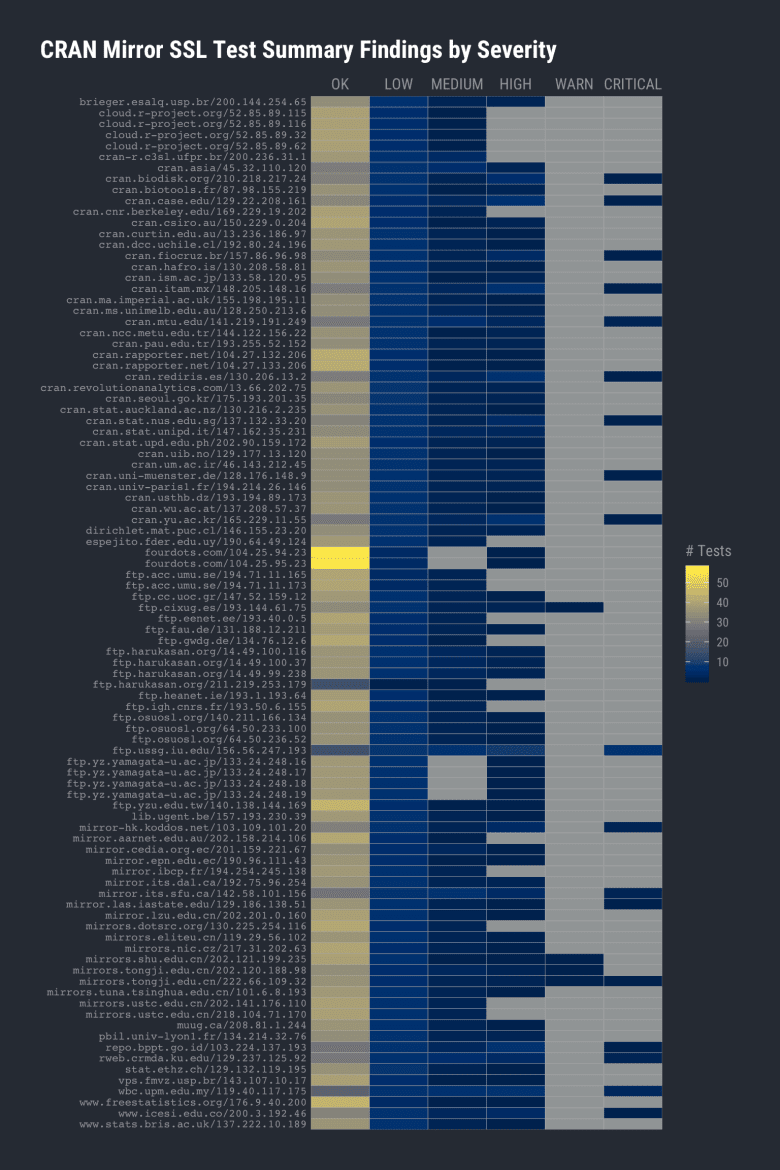 CRAN Mirror SSL Test Summary Findings by Severity
OK LOW MEDIUM HIGH WARN CRITICAL
brieger.esalq.usp.br/200.144.254.65
cloud.r-project.org/52.85.89.115
cloud.r-project.org/52.85.89.116
cloud.r-project.org/52.85.89.32
cloud.r-project.org/52.85.89.62
cran-r.c3sl.ufpr.br/200.236.31.1
cran.asia/45.32.110.120
cran.biodisk.org/210.218.217.24
cran.biotools.fr/87.98.155.219
cran.case.edu/129.22.208.161
cran.cnr.berkeley.edu/169.229.19.202
cran.csiro.au/150.229.0.204
cran.curtin.edu.au/13.236.186.97
cran.dcc.uchile.cl/192.80.24.196
cran.fiocruz.br/157.86.96.98
cran.hafro.is/130.208.58.81
cran.ism.ac.jp/133.58.120.95
cran.itam.mx/148.205.148.16
cran.ma.imperial.ac.uk/155.198.195.11
cran.ms.unimelb.edu.au/128.250.213.6
cran.mtu.edu/141.219.191.249
cran.ncc.metu.edu.tr/144.122.156.22
cran.pau.edu.tr/193.255.52.152
cran.rapporter.net/104.27.132.206
cran.rapporter.net/104.27.133.206
cran.rediris.es/130.206.13.2
cran.revolutionanalytics.com/13.66.202.75
cran.seoul.go.kr/175.193.201.35
cran.stat.auckland.ac.nz/130.216.2.235
cran.stat.nus.edu.sg/137.132.33.20
cran.stat.unipd.it/147.162.35.231
cran.stat.upd.edu.ph/202.90.159.172
cran.uib.no/129.177.13.120
cran.um.ac.ir/46.143.212.45
cran.uni-muenster.de/128.176.148.9
cran.univ-paris1.fr/194.214.26.146
cran.usthb.dz/193.194.89.173
cran.wu.ac.at/137.208.57.37
cran.yu.ac.kr/165.229.11.55
dirichlet.mat.puc.cl/146.155.23.20
espejito.fder.edu.uy/190.64.49.124
fourdots.com/104.25.94.23
fourdots.com/104.25.95.23
ftp.acc.umu.se/194.71.11.165
ftp.acc.umu.se/194.71.11.173
ftp.cc.uoc.gr/147.52.159.12
ftp.cixug.es/193.144.61.75
ftp.eenet.ee/193.40.0.5
ftp.fau.de/131.188.12.211
ftp.gwdg.de/134.76.12.6
ftp.harukasan.org/14.49.100.116
ftp.harukasan.org/14.49.100.37
ftp.harukasan.org/14.49.99.238
ftp.harukasan.org/211.219.253.179
ftp.heanet.ie/193.1.193.64
ftp.igh.cnrs.fr/193.50.6.155
ftp.osuosl.org/140.211.166.134
ftp.osuosl.org/64.50.233.100
ftp.osuosl.org/64.50.236.52
ftp.ussg.iu.edu/156.56.247.193
ftp.yz.yamagata-u.ac.jp/133.24.248.16
ftp.yz.yamagata-u.ac.jp/133.24.248.17
ftp.yz.yamagata-u.ac.jp/133.24.248.18
ftp.yz.yamagata-u.ac.jp/133.24.248.19
ftp.yzu.edu.tw/140.138.144.169
lib.ugent.be/157.193.230.39
mirror-hk.koddos.net/103.109.101.20
mirror.aarnet.edu.au/202.158.214.106
mirror.cedia.org.ec/201.159.221.67
mirror.epn.edu.ec/190.96.111.43
mirror.ibcp.fr/194.254.245.138
mirror.its.dal.ca/192.75.96.254
mirror.its.sfu.ca/142.58.101.156
mirror.las.iastate.edu/129.186.138.51
mirror.lzu.edu.cn/202.201.0.160
mirrors.dotsrc.org/130.225.254.116
mirrors.eliteu.cn/119.29.56.102
mirrors.nic.cz/217.31.202.63
mirrors.shu.edu.cn/202.121.199.235
mirrors.tongji.edu.cn/202.120.188.98
mirrors.tongji.edu.cn/222.66.109.32
mirrors.tuna.tsinghua.edu.cn/101.6.8.193
mirrors.ustc.edu.cn/202.141.176.110
mirrors.ustc.edu.cn/218.104.71.170
muug.ca/208.81.1.244
pbil.univ-lyon1.fr/134.214.32.76
repo.bppt.go.id/103.224.137.193
rweb.crmda.ku.edu/129.237.125.92
stat.ethz.ch/129.132.119.195
vps.fmvz.usp.br/143.107.10.17
wbc.upm.edu.my/119.40.117.175
www.freestatistics.org/176.9.40.200
www.icesi.edu.co/200.3.192.46
www.stats.bris.ac.uk/137.222.10.189
# Tests
50
40
30
20
10